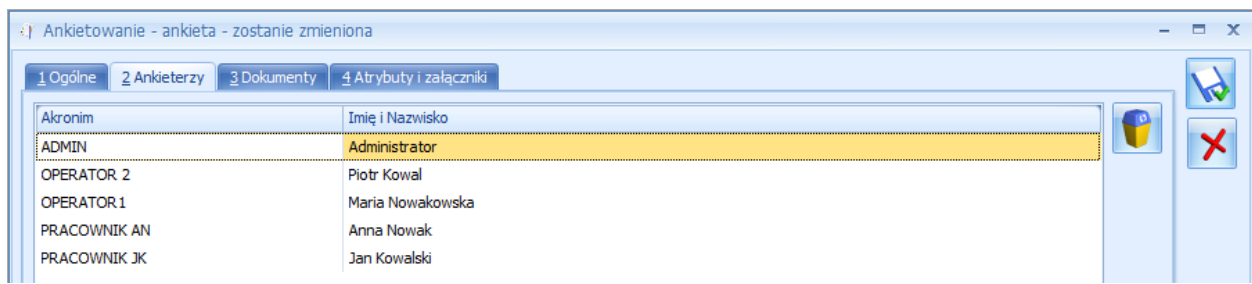 Ankietowanie - ankieta - zostanie zmieniona
1 Ogólne 2 Ankieterzy 3 Dokumenty 4 Atrybuty i załączniki
Akronim Imię i Nazwisko
ADMIN Administrator
OPERATOR 2 Piotr Kowal
OPERATOR1 Maria Nowakowska
PRACOWNIK AN Anna Nowak
PRACOWNIK JK Jan Kowalski